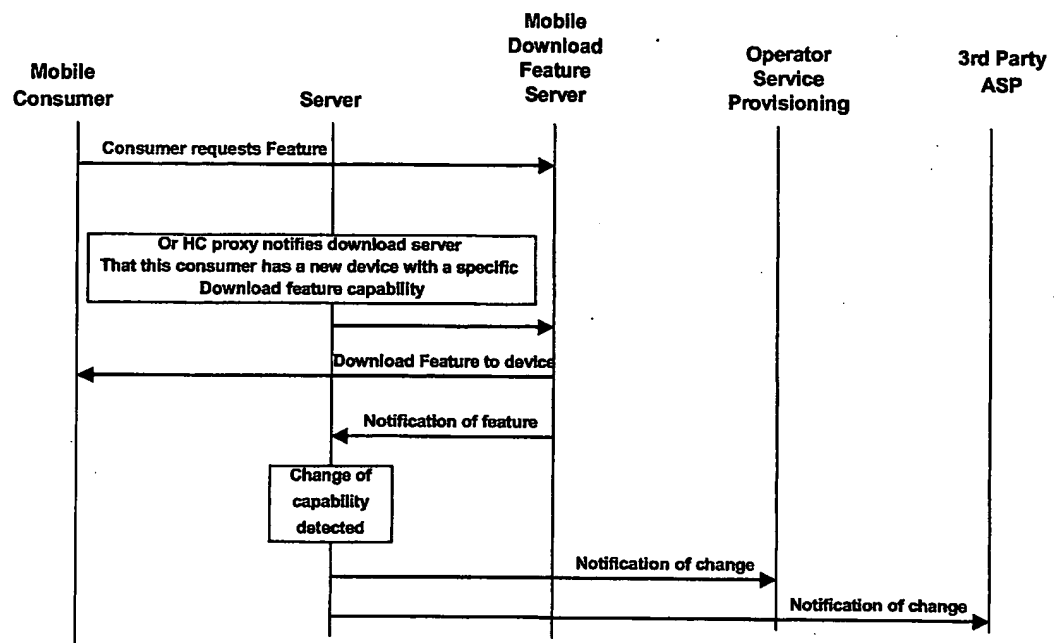 Mobile
Consumer
Server
Mobile
Download
Feature
Server
Operator
Service
Provisioning
3rd Party
ASP
Consumer requests Feature
Or HC proxy notifies download server
That this consumer has a new device with a specific
Download feature capability
Download Feature to device
Notification of feature
Change of
capability
detected
Notification of change
Notification of change